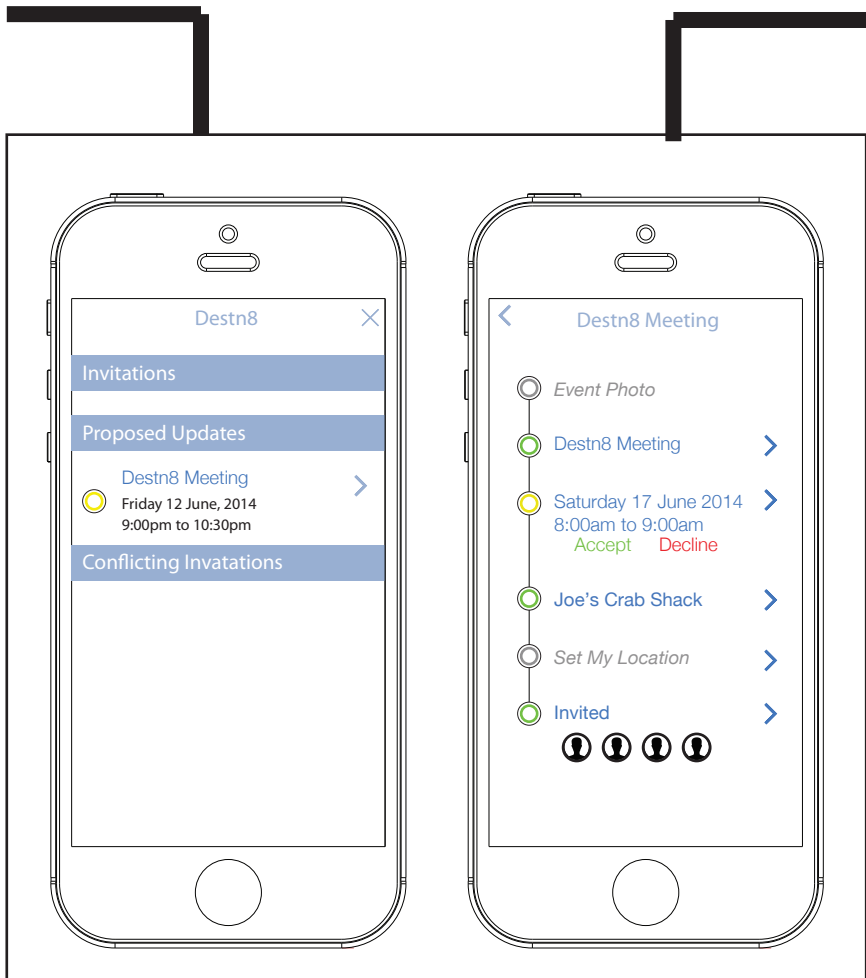 Destn8
Invitations
Proposed Updates
Destn8 Meeting
Friday 12 June, 2014
9:00pm to 10:30pm
Conflicting Invatations
Destn8 Meeting
Event Photo
Destn8 Meeting
Saturday 17 June 2014
8:00am to 9:00am
Accept Decline
Joe's Crab Shack
Set My Location
Invited